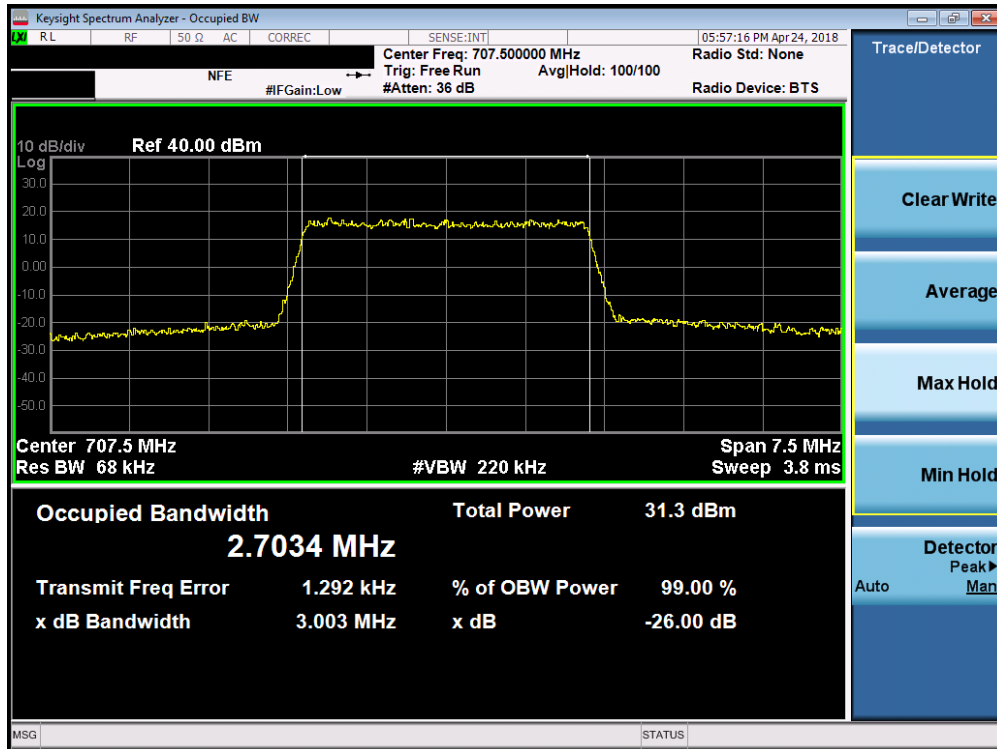 Keysight Spectrum Analyzer - Occupied BW
LXI RL RF 50 Ω AC CORREC SENSE:INT 05:57:16 PM Apr 24, 2018
Center Freq: 707.500000 MHz Radio Std: None
NFE Trig: Free Run Avg|Hold: 100/100
#IFGain:Low #Atten: 36 dB Radio Device: BTS
10 dB/div Ref 40.00 dBm
Log
30.0
20.0
10.0
0.00
-10.0
-20.0
-30.0
-40.0
-50.0
Center 707.5 MHz Span 7.5 MHz
Res BW 68 kHz #VBW 220 kHz Sweep 3.8 ms
Occupied Bandwidth Total Power 31.3 dBm
2.7034 MHz
Transmit Freq Error 1.292 kHz % of OBW Power 99.00 %
x dB Bandwidth 3.003 MHz x dB -26.00 dB
Trace/Detector
Clear Write
Average
Max Hold
Min Hold
Detector
Peak▶
Auto Man
MSG STATUS